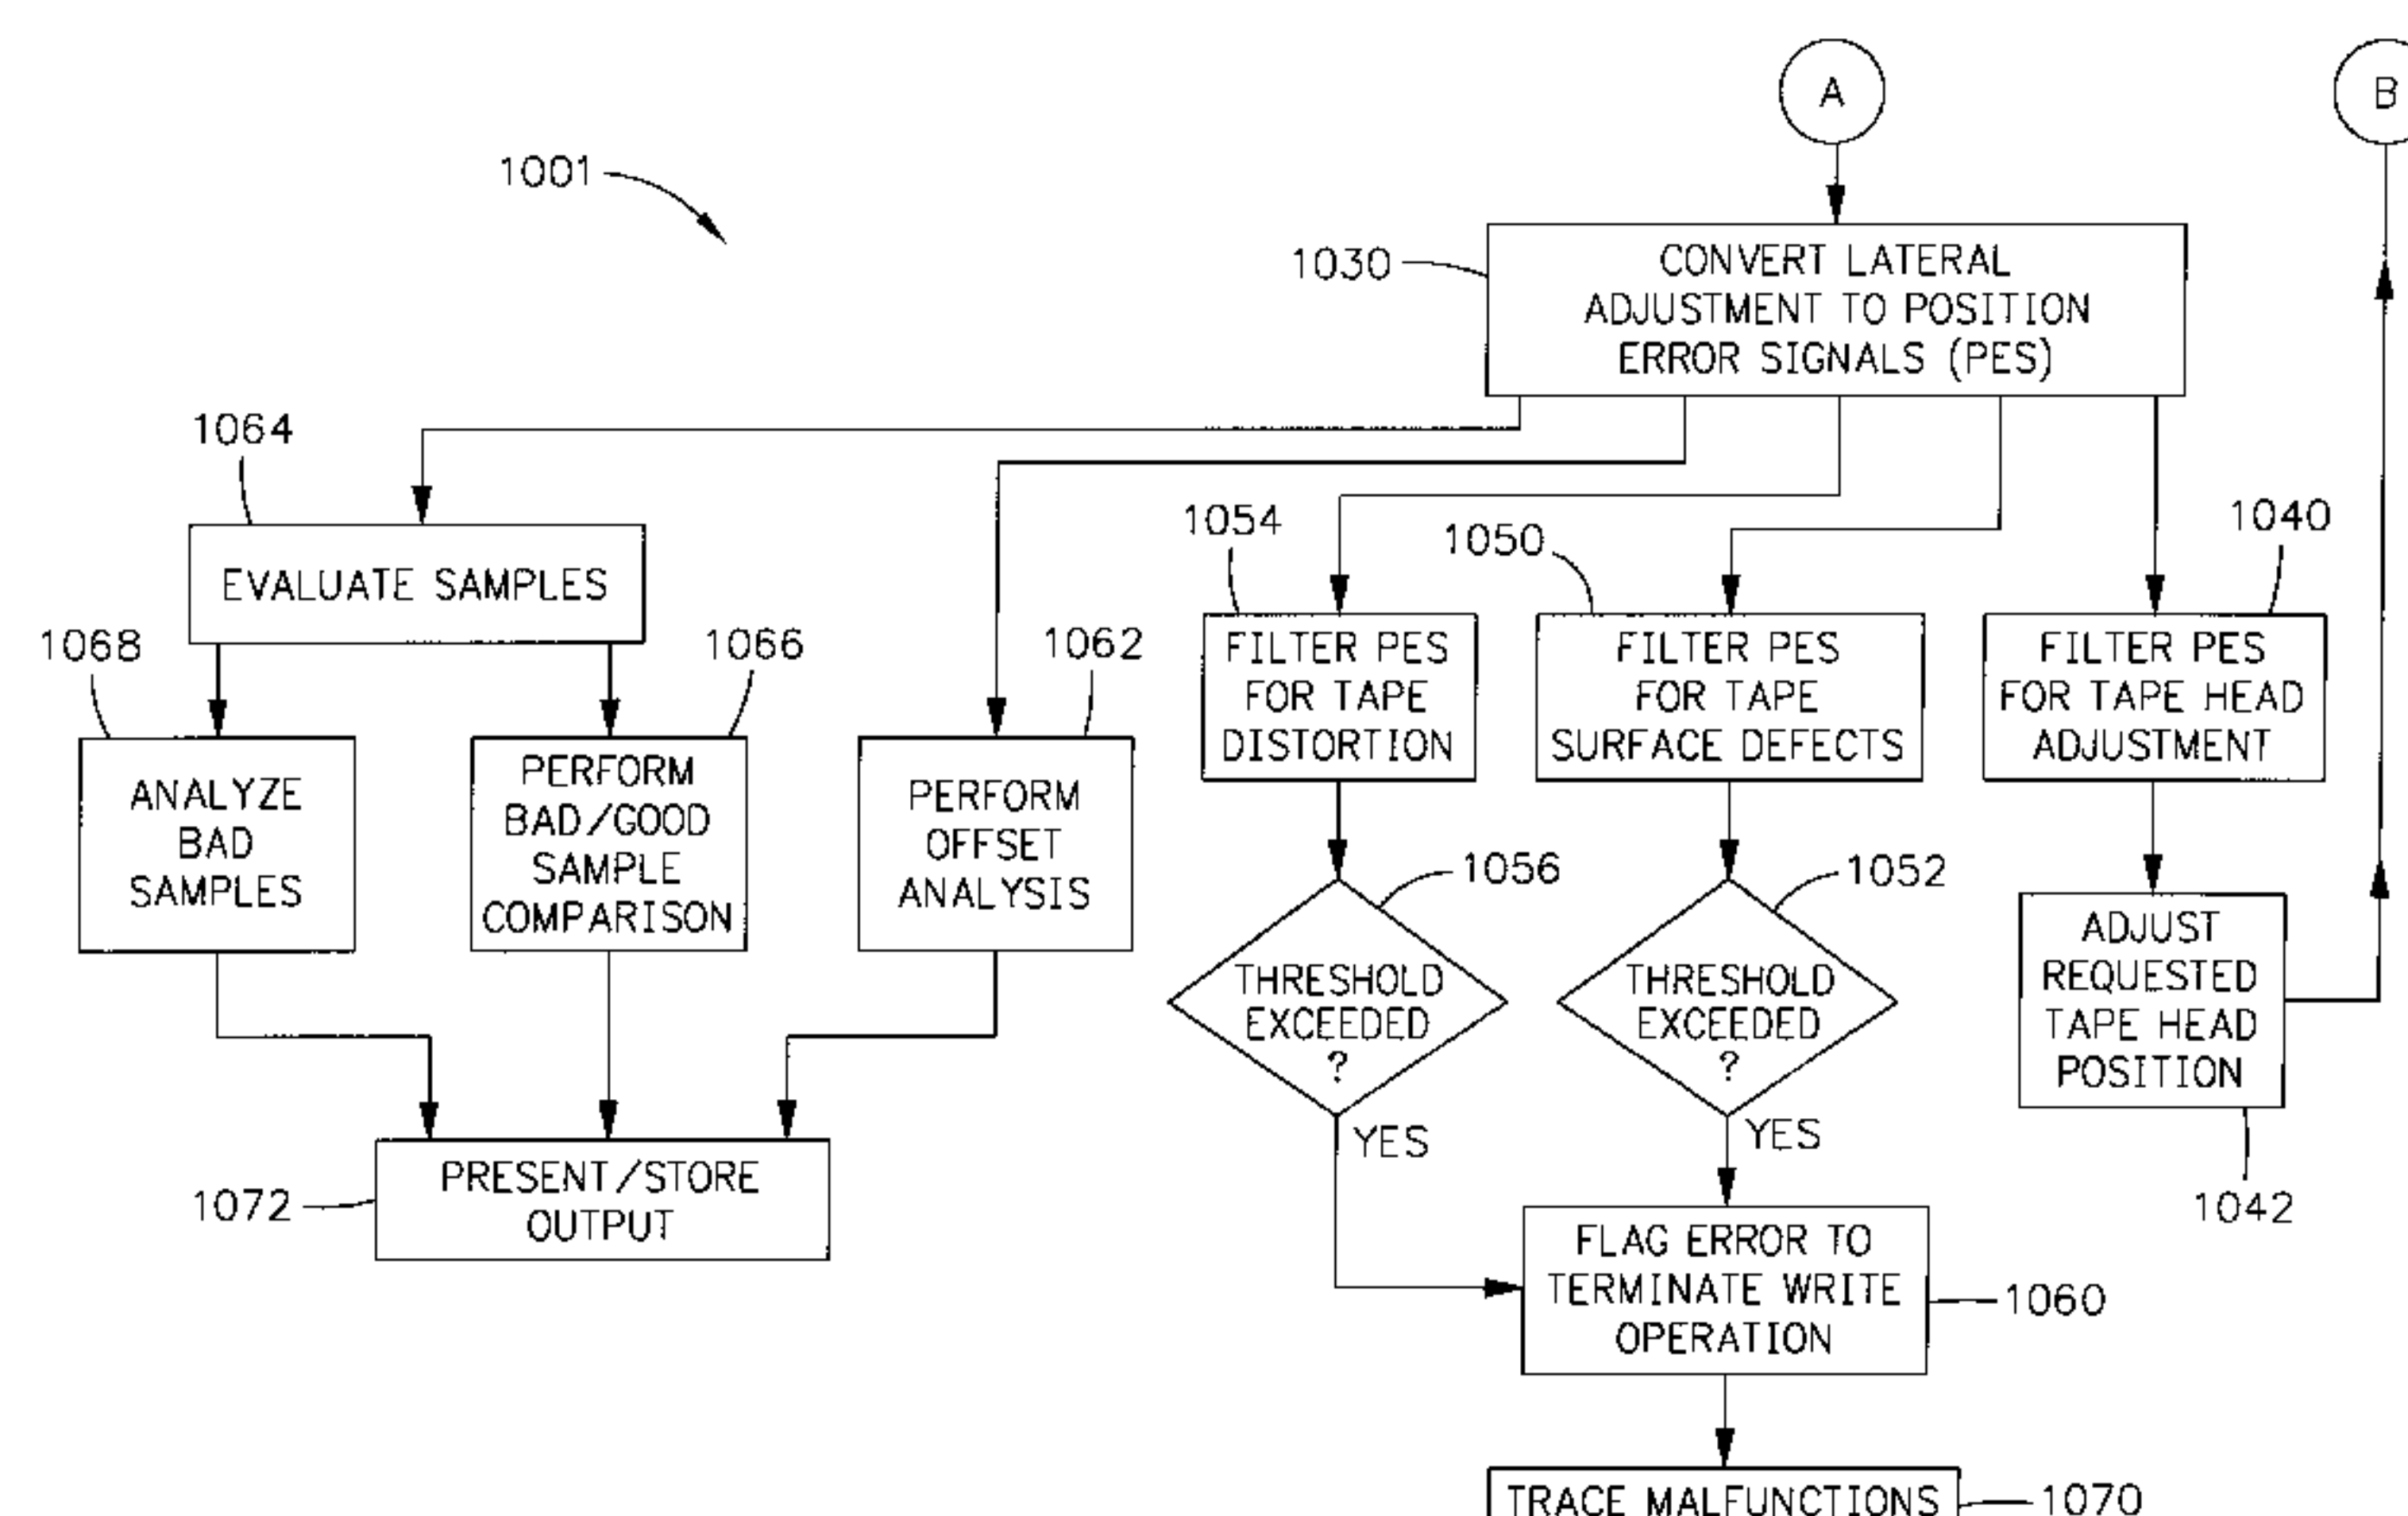 A
B
1001
1030
CONVERT LATERAL
ADJUSTMENT TO POSITION
ERROR SIGNALS (PES)
1064
EVALUATE SAMPLES
1054
1050
1040
1068
1066
1062
FILTER PES
FOR TAPE
DISTORTION
FILTER PES
FOR TAPE
SURFACE DEFECTS
FILTER PES
FOR TAPE HEAD
ADJUSTMENT
ANALYZE
BAD
SAMPLES
PERFORM
BAD/GOOD
SAMPLE
COMPARISON
PERFORM
OFFSET
ANALYSIS
1056
THRESHOLD
EXCEEDED
?
YES
1052
THRESHOLD
EXCEEDED
?
YES
ADJUST
REQUESTED
TAPE HEAD
POSITION
1042
1072
PRESENT/STORE
OUTPUT
FLAG ERROR TO
TERMINATE WRITE
OPERATION
1060
TRACE MALFUNCTIONS
1070